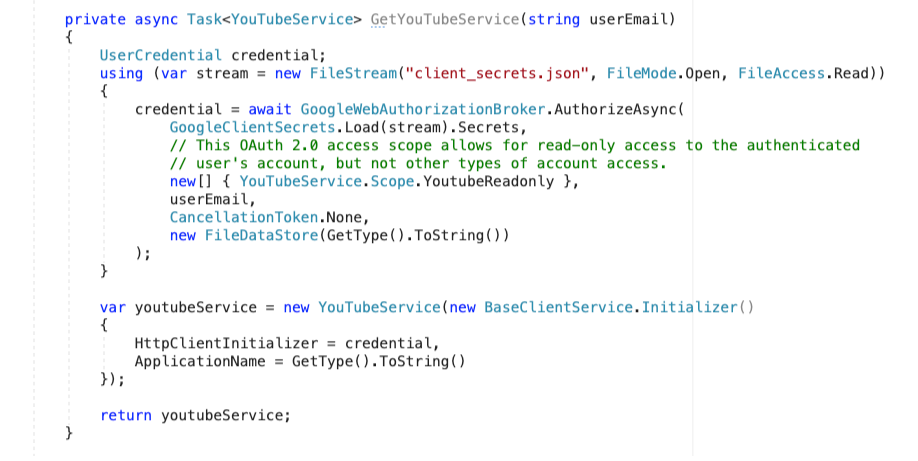 private async Task<YouTubeService> GetYouTubeService(string userEmail)
{
    UserCredential credential;
    using (var stream = new FileStream("client_secrets.json", FileMode.Open, FileAccess.Read))
    {
        credential = await GoogleWebAuthorizationBroker.AuthorizeAsync(
            GoogleClientSecrets.Load(stream).Secrets,
            // This OAuth 2.0 access scope allows for read-only access to the authenticated
            // user's account, but not other types of account access.
            new[] { YouTubeService.Scope.YoutubeReadonly },
            userEmail,
            CancellationToken.None,
            new FileDataStore(GetType().ToString())
        );
    }

    var youtubeService = new YouTubeService(new BaseClientService.Initializer()
    {
        HttpClientInitializer = credential,
        ApplicationName = GetType().ToString()
    });

    return youtubeService;
}